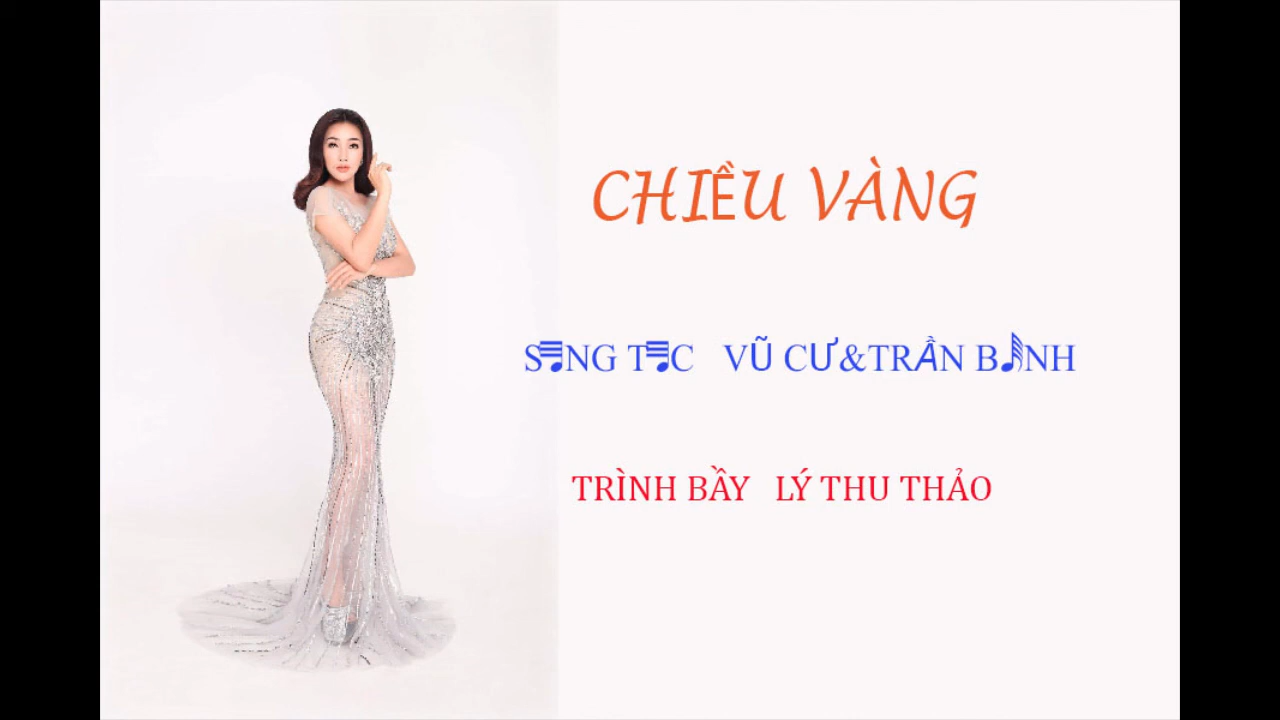 CHIỀU VÀNG
S𝅘𝅥𝅰NG T𝅘𝅥𝅰C VŨ CƯ&TRẦN B𝅘𝅥𝅰NH
TRÌNH BẦY LÝ THU THẢO